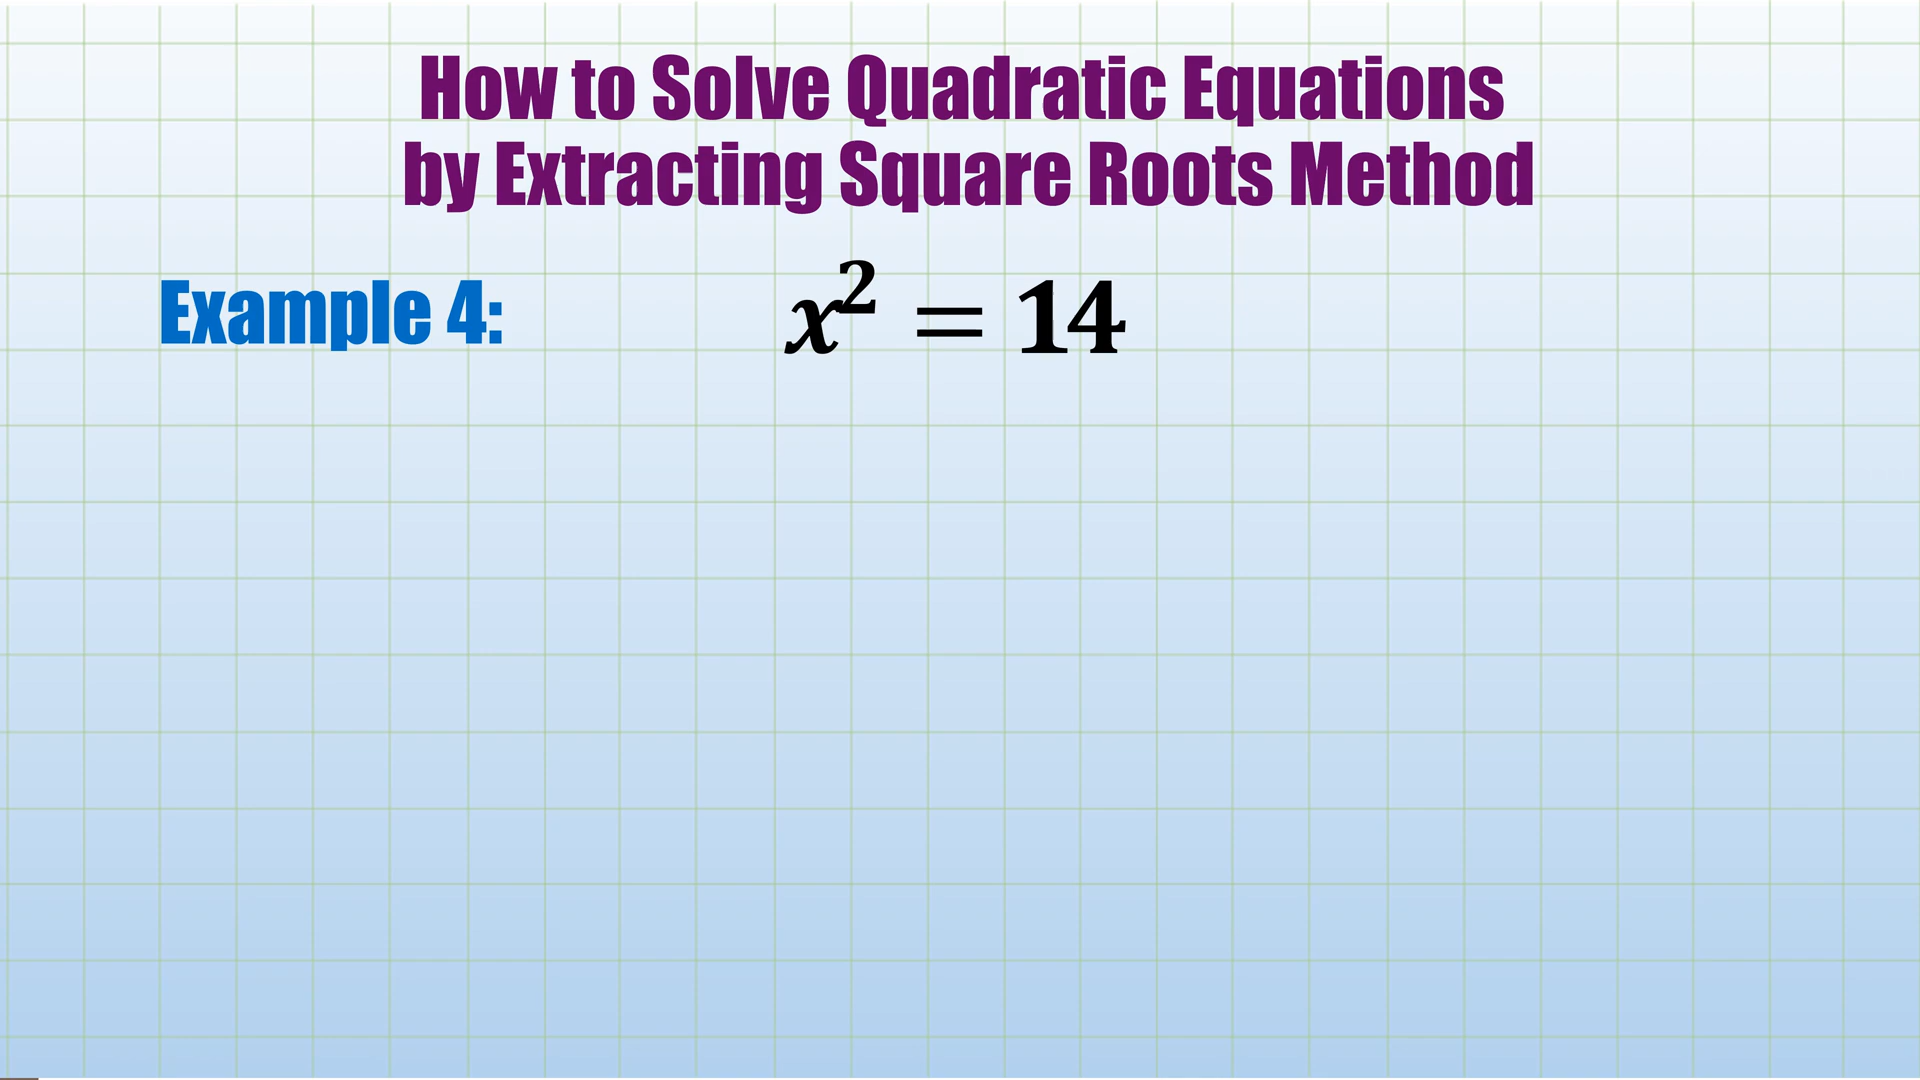 How to Solve Quadratic Equations
by Extracting Square Roots Method
Example 4: x² = 14